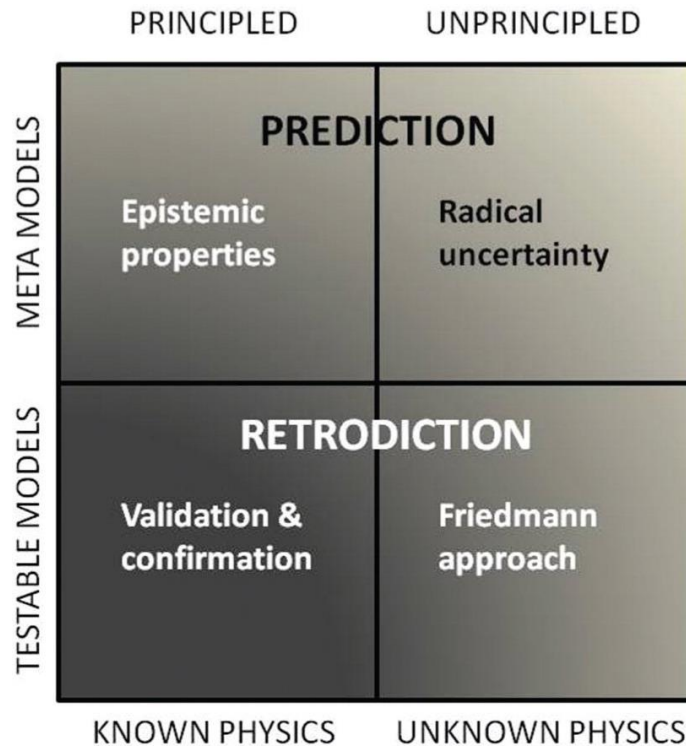 PRINCIPLED UNPRINCIPLED
META MODELS
PREDICTION
Epistemic
properties
Radical
uncertainty
TESTABLE MODELS
RETRODICTION
Validation &
confirmation
Friedmann
approach
KNOWN PHYSICS UNKNOWN PHYSICS